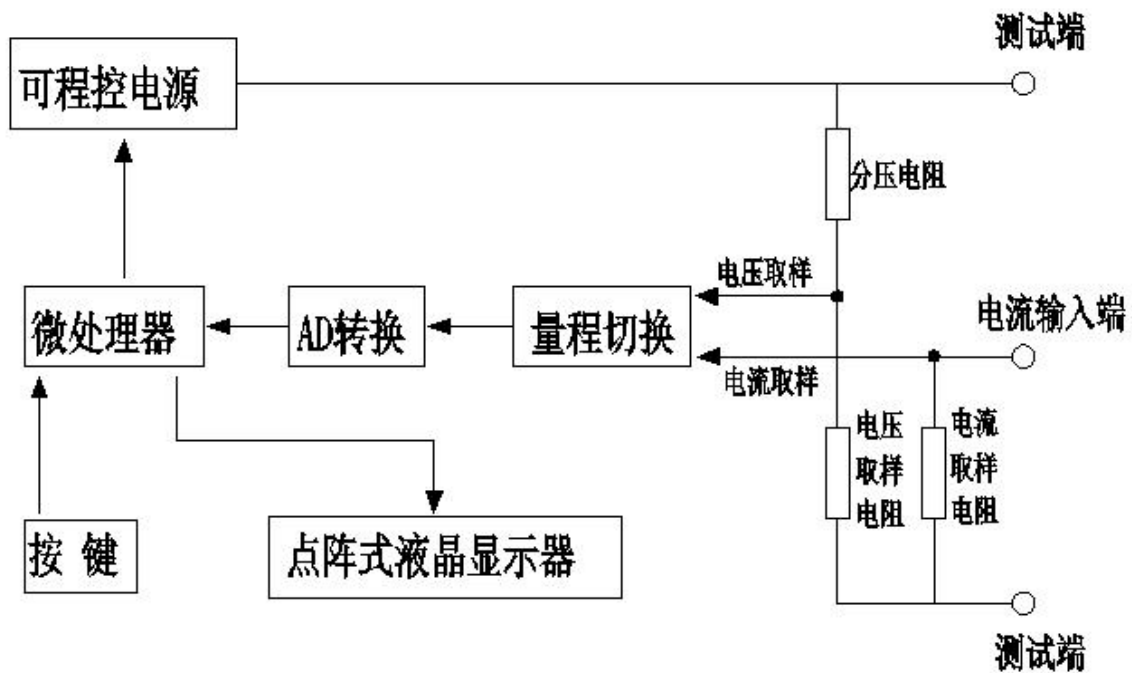 测试端
可程控电源
分压电阻
电压取样
电流输入端
微处理器
AD转换
量程切换
电流取样
电压
取样
电阻
电流
取样
电阻
按 键
点阵式液晶显示器
测试端